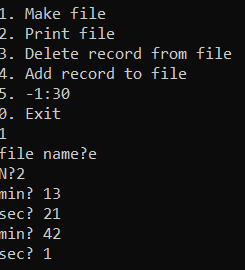 1. Make file
2. Print file
3. Delete record from file
4. Add record to file
5. -1:30
0. Exit
1
file name?e
N?2
min? 13
sec? 21
min? 42
sec? 1